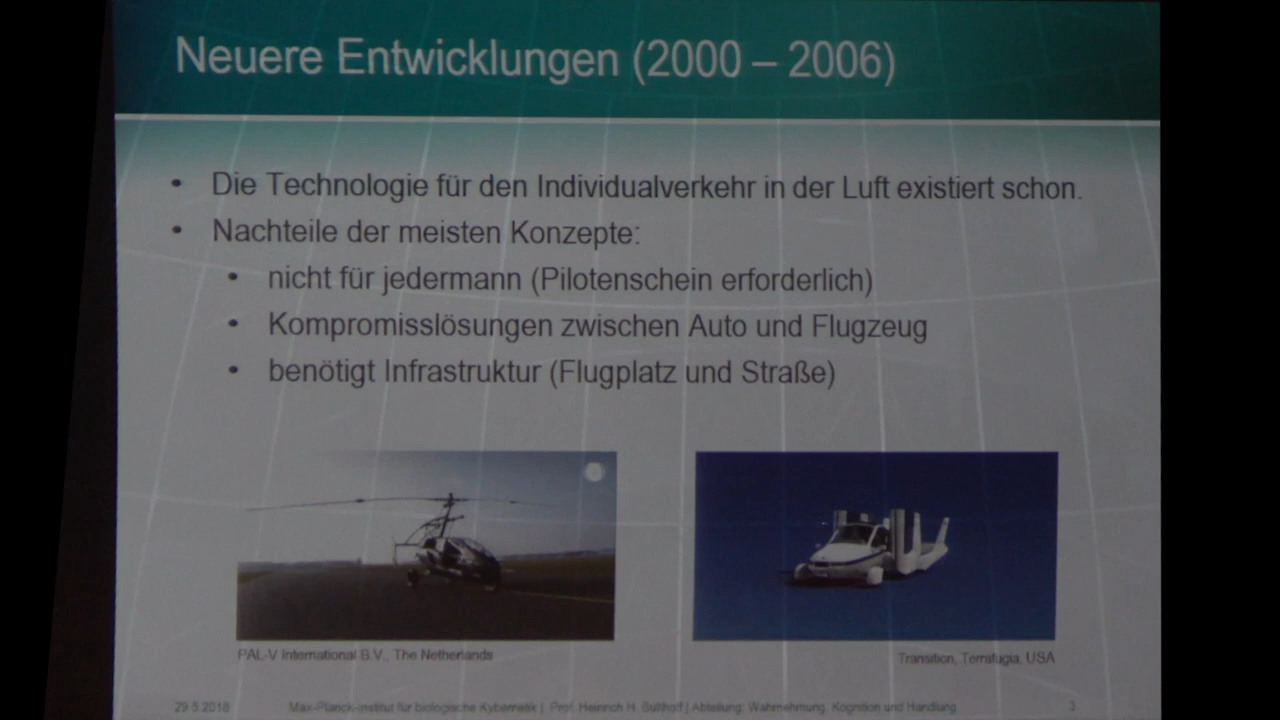 Neuere Entwicklungen (2000 – 2006)
• Die Technologie für den Individualverkehr in der Luft existiert schon.
• Nachteile der meisten Konzepte:
• nicht für jedermann (Pilotenschein erforderlich)
• Kompromisslösungen zwischen Auto und Flugzeug
• benötigt Infrastruktur (Flugplatz und Straße)
PAL-V International B.V., The Netherlands
Transition, Terrafugia, USA
29.5.2018 Max-Planck-Institut für biologische Kybernetik | Prof. Heinrich H. Bülthoff | Abteilung: Wahrnehmung, Kognition und Handlung 3